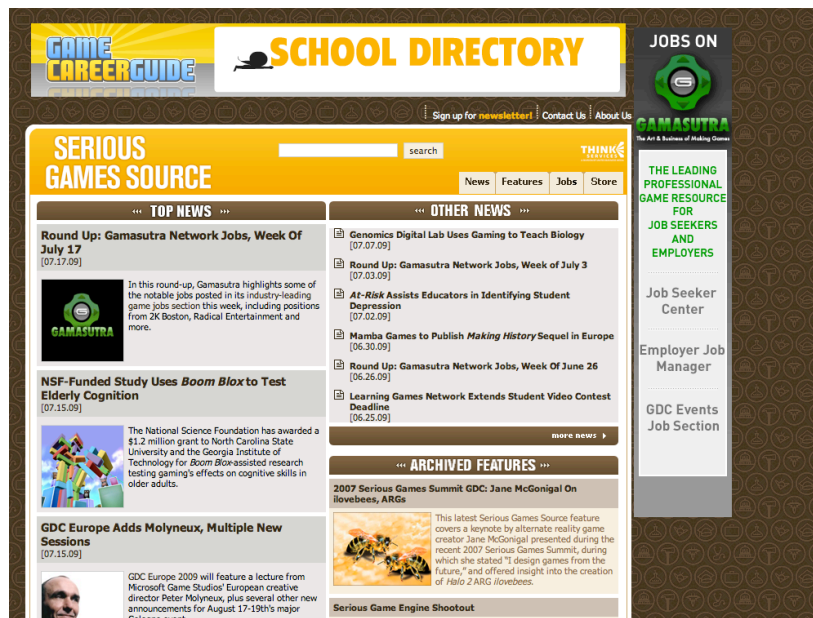 GAME
CAREERGUIDE
SCHOOL DIRECTORY
Sign up for newsletter!
Contact Us
About Us
SERIOUS
GAMES SOURCE
search
THINK
SERVICES
News
Features
Jobs
Store
TOP NEWS
Round Up: Gamasutra Network Jobs, Week Of
July 17
[07.17.09]
GAMASUTRA
In this round-up, Gamasutra highlights some of
the notable jobs posted in its industry-leading
game jobs section this week, including positions
from 2K Boston, Radical Entertainment and
more.
NSF-Funded Study Uses Boom Blox to Test
Elderly Cognition
[07.15.09]
The National Science Foundation has awarded a
$1.2 million grant to North Carolina State
University and the Georgia Institute of
Technology for Boom Blox-assisted research
testing gaming's effects on cognitive skills in
older adults.
GDC Europe Adds Molyneux, Multiple New
Sessions
[07.15.09]
GDC Europe 2009 will feature a lecture from
Microsoft Game Studios' European creative
director Peter Molyneux, plus several other new
announcements for August 17-19th's major
OTHER NEWS
Genomics Digital Lab Uses Gaming to Teach Biology
[07.07.09]
Round Up: Gamasutra Network Jobs, Week of July 3
[07.03.09]
At-Risk Assists Educators in Identifying Student
Depression
[07.02.09]
Mamba Games to Publish Making History Sequel in Europe
[06.30.09]
Round Up: Gamasutra Network Jobs, Week Of June 26
[06.26.09]
Learning Games Network Extends Student Video Contest
Deadline
[06.25.09]
more news
ARCHIVED FEATURES
2007 Serious Games Summit GDC: Jane McGonigal On
ilovebees, ARGs
This latest Serious Games Source feature
covers a keynote by alternate reality game
creator Jane McGonigal presented during the
recent 2007 Serious Games Summit, during
which she stated "I design games from the
future," and offered insight into the creation
of Halo 2 ARG ilovebees.
Serious Game Engine Shootout
JOBS ON
G
GAMASUTRA
The Art & Business of Making Games
THE LEADING
PROFESSIONAL
GAME RESOURCE
FOR
JOB SEEKERS
AND
EMPLOYERS
Job Seeker
Center
Employer Job
Manager
GDC Events
Job Section